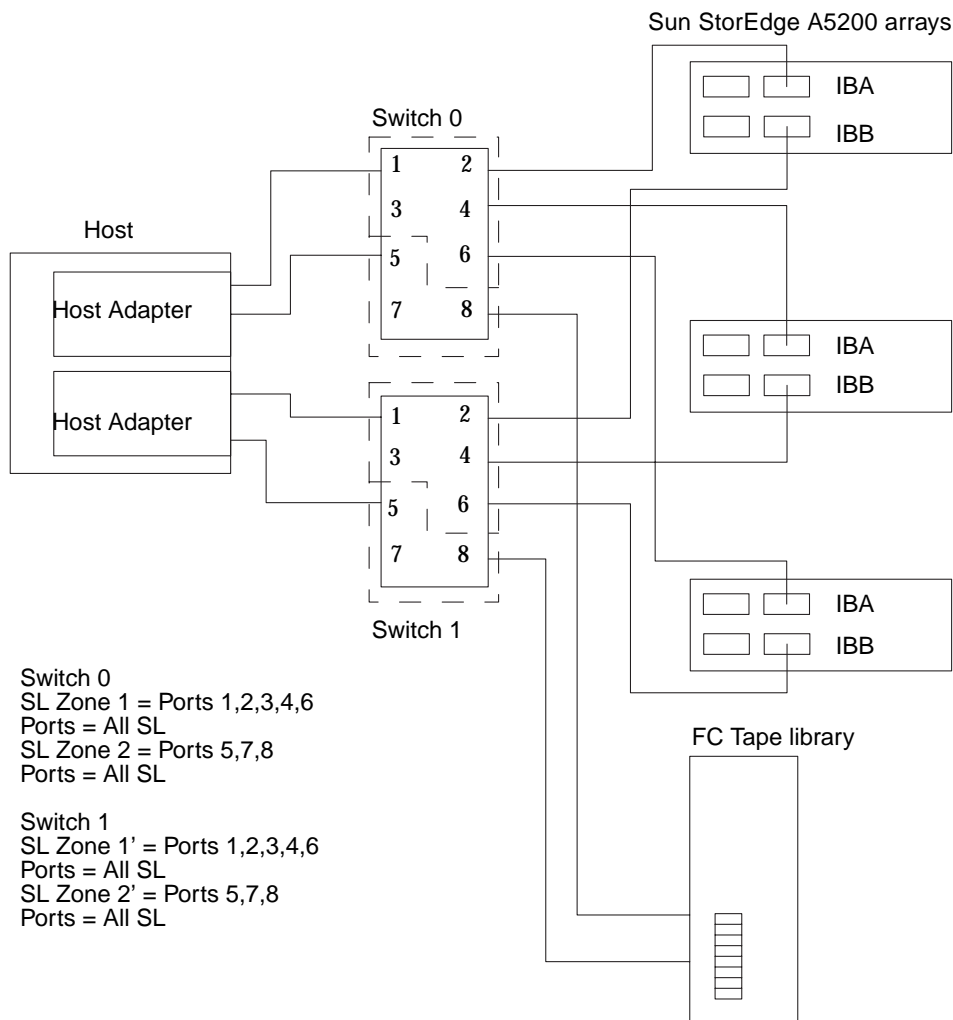 Sun StorEdge A5200 arrays
IBA
IBB
Switch 0
1 2
3 4
5 6
7 8
Host
Host Adapter
Host Adapter
IBA
IBB
1 2
3 4
5 6
7 8
Switch 1
IBA
IBB
Switch 0
SL Zone 1 = Ports 1,2,3,4,6
Ports = All SL
SL Zone 2 = Ports 5,7,8
Ports = All SL
Switch 1
SL Zone 1’ = Ports 1,2,3,4,6
Ports = All SL
SL Zone 2’ = Ports 5,7,8
Ports = All SL
FC Tape library